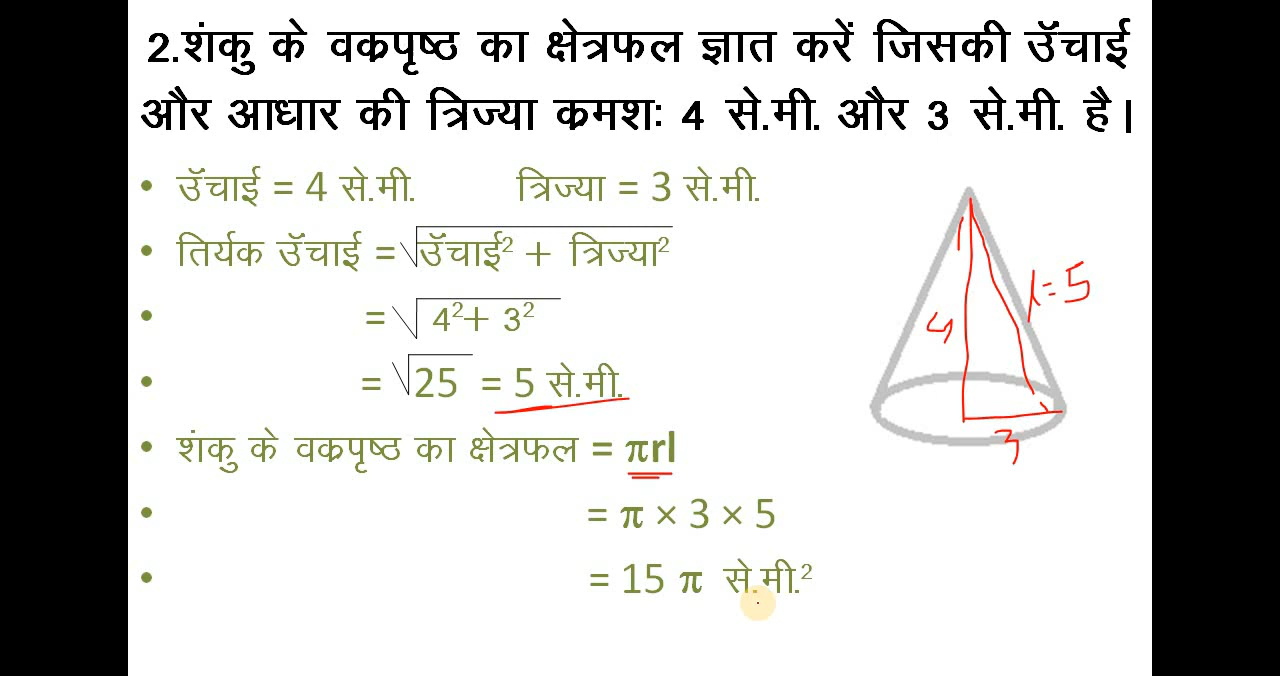 2.शंकु के वक्रपृष्ठ का क्षेत्रफल ज्ञात करें जिसकी उॅंचाई
और आधार की त्रिज्या क्रमशः 4 से.मी. और 3 से.मी. है।
• उॅंचाई = 4 से.मी. त्रिज्या = 3 से.मी.
• तिर्यक उॅंचाई = √उॅंचाई² + त्रिज्या²
• = √4²+ 3²
• = √25 = 5 से.मी.
• शंकु के वक्रपृष्ठ का क्षेत्रफल = πrl
• = π × 3 × 5
• = 15 π से.मी.²
l=5
4
3